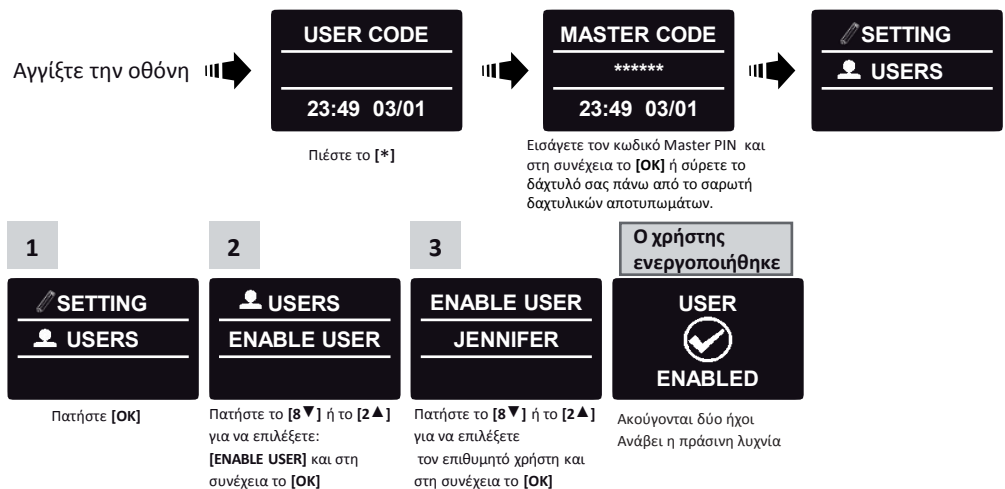 Αγγίξτε την οθόνη
USER CODE
23:49 03/01
Πιέστε το [*]
MASTER CODE
******
23:49 03/01
Εισάγετε τον κωδικό Master PIN και
στη συνέχεια το [OK] ή σύρετε το
δάχτυλό σας πάνω από το σαρωτή
δαχτυλικών αποτυπωμάτων.
SETTING
USERS
1
SETTING
USERS
Πατήστε [OK]
2
USERS
ENABLE USER
Πατήστε το [8▼] ή το [2▲]
για να επιλέξετε:
[ENABLE USER] και στη
συνέχεια το [OK]
3
ENABLE USER
JENNIFER
Πατήστε το [8▼] ή το [2▲]
για να επιλέξετε
τον επιθυμητό χρήστη και
στη συνέχεια το [OK]
Ο χρήστης
ενεργοποιήθηκε
USER
ENABLED
Ακούγονται δύο ήχοι
Ανάβει η πράσινη λυχνία